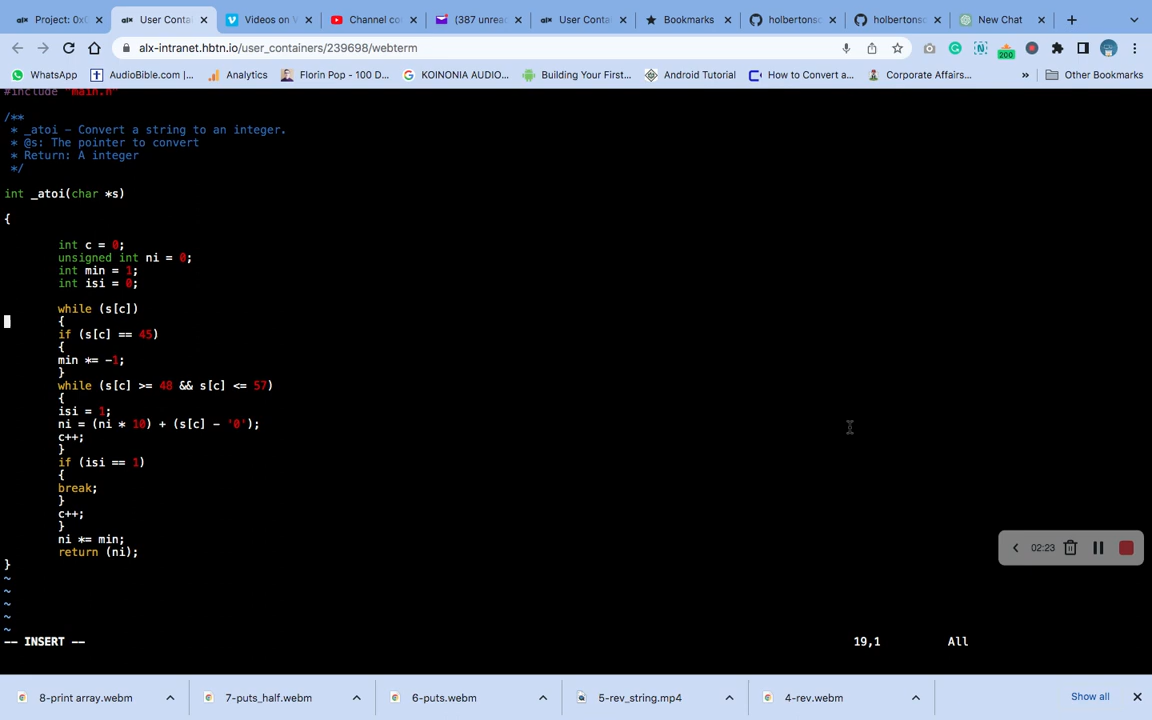 Project: 0x0
User Contai
Videos on V
Channel co
(387 unrea
User Conta
Bookmarks
holbertonsc
holbertonsc
New Chat
alx-intranet.hbtn.io/user_containers/239698/webterm
200
WhatsApp
AudioBible.com |...
Analytics
Florin Pop - 100 D...
KOINONIA AUDIO...
Building Your First...
Android Tutorial
How to Convert a...
Corporate Affairs...
»
Other Bookmarks
#include "main.h"
/**
* _atoi - Convert a string to an integer.
* @s: The pointer to convert
* Return: A integer
*/
int _atoi(char *s)
{
int c = 0;
unsigned int ni = 0;
int min = 1;
int isi = 0;
while (s[c])
{
if (s[c] == 45)
{
min *= -1;
}
while (s[c] >= 48 && s[c] <= 57)
{
isi = 1;
ni = (ni * 10) + (s[c] - '0');
c++;
}
if (isi == 1)
{
break;
}
c++;
}
ni *= min;
return (ni);
}
~
~
~
~
~
-- INSERT --
19,1
All
02:23
8-print array.webm
7-puts_half.webm
6-puts.webm
5-rev_string.mp4
4-rev.webm
Show all